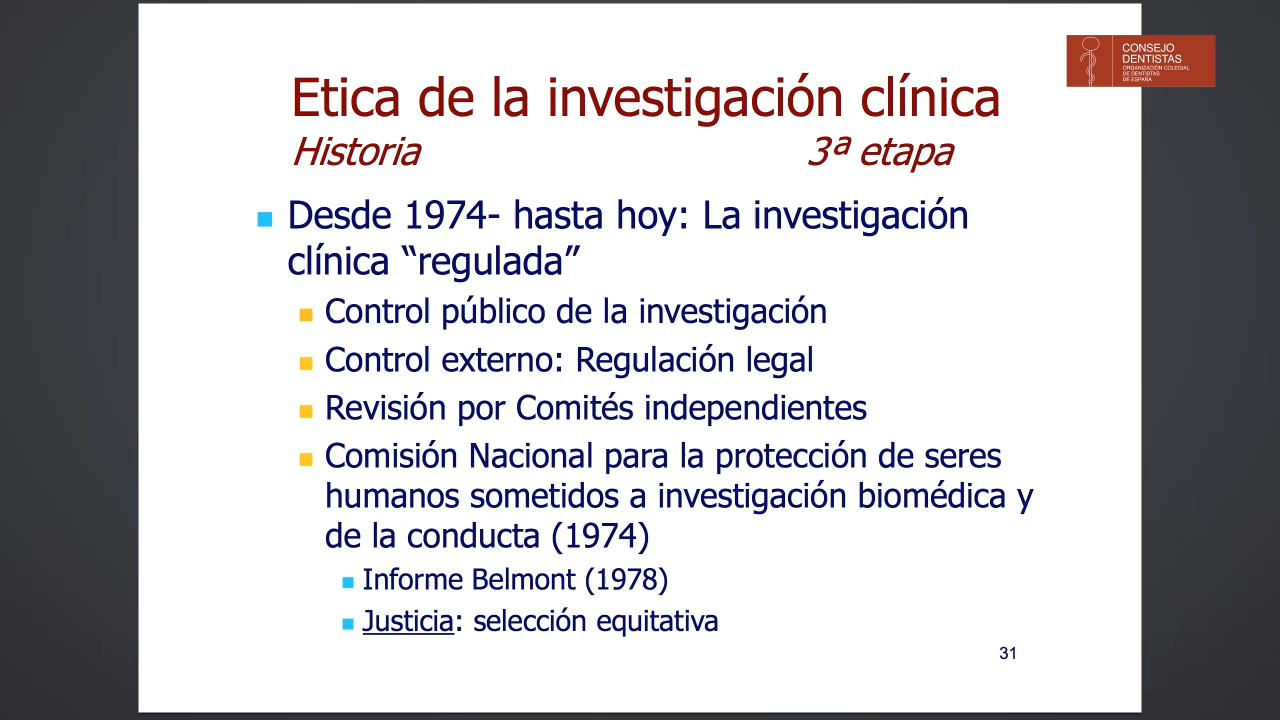 CONSEJO
DENTISTAS
ORGANIZACIÓN COLEGIAL
DE DENTISTAS
DE ESPAÑA
Etica de la investigación clínica
Historia 3ª etapa
Desde 1974- hasta hoy: La investigación
clínica “regulada”
Control público de la investigación
Control externo: Regulación legal
Revisión por Comités independientes
Comisión Nacional para la protección de seres
humanos sometidos a investigación biomédica y
de la conducta (1974)
Informe Belmont (1978)
Justicia: selección equitativa
31